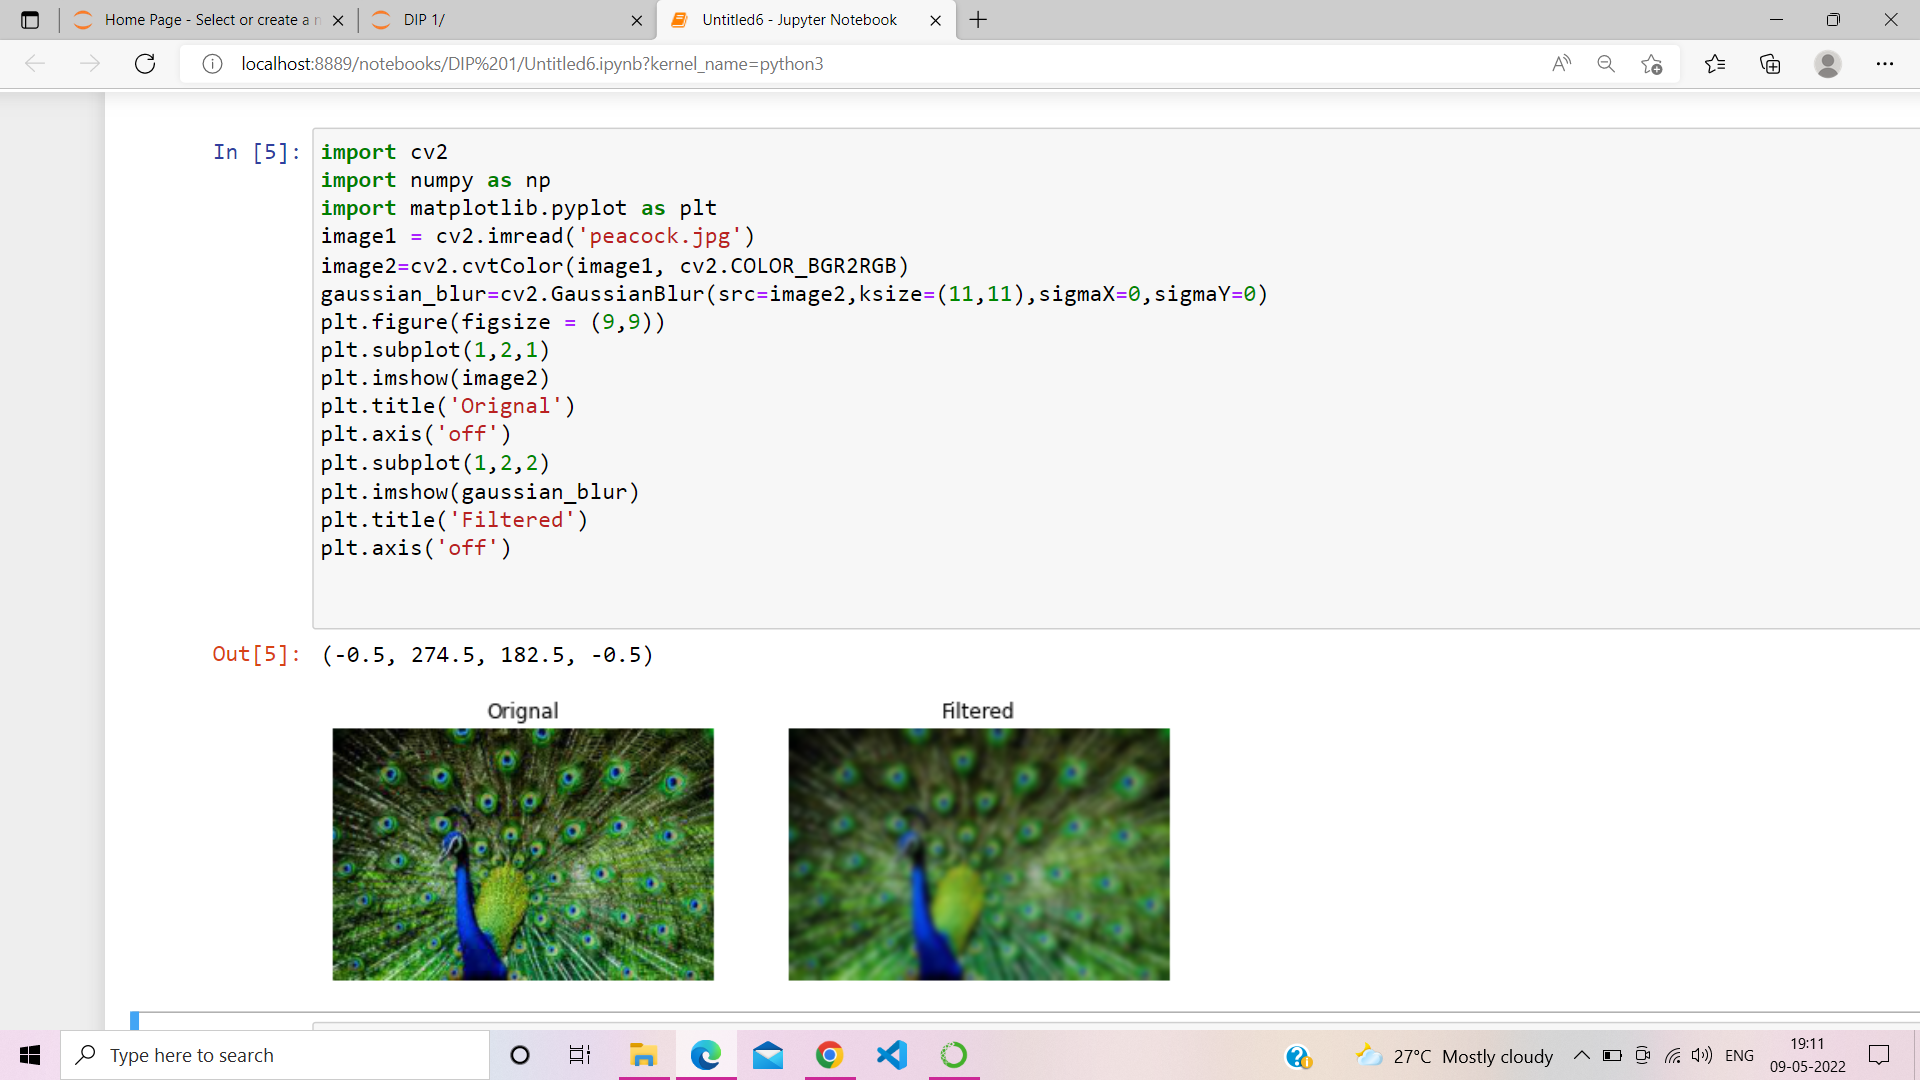 Home Page - Select or create a n
DIP 1/
Untitled6 - Jupyter Notebook
localhost:8889/notebooks/DIP%201/Untitled6.ipynb?kernel_name=python3
In [5]:
import cv2
import numpy as np
import matplotlib.pyplot as plt
image1 = cv2.imread('peacock.jpg')
image2=cv2.cvtColor(image1, cv2.COLOR_BGR2RGB)
gaussian_blur=cv2.GaussianBlur(src=image2,ksize=(11,11),sigmaX=0,sigmaY=0)
plt.figure(figsize = (9,9))
plt.subplot(1,2,1)
plt.imshow(image2)
plt.title('Orignal')
plt.axis('off')
plt.subplot(1,2,2)
plt.imshow(gaussian_blur)
plt.title('Filtered')
plt.axis('off')
Out[5]: (-0.5, 274.5, 182.5, -0.5)
Orignal
Filtered
Type here to search
27°C Mostly cloudy
ENG
19:11
09-05-2022